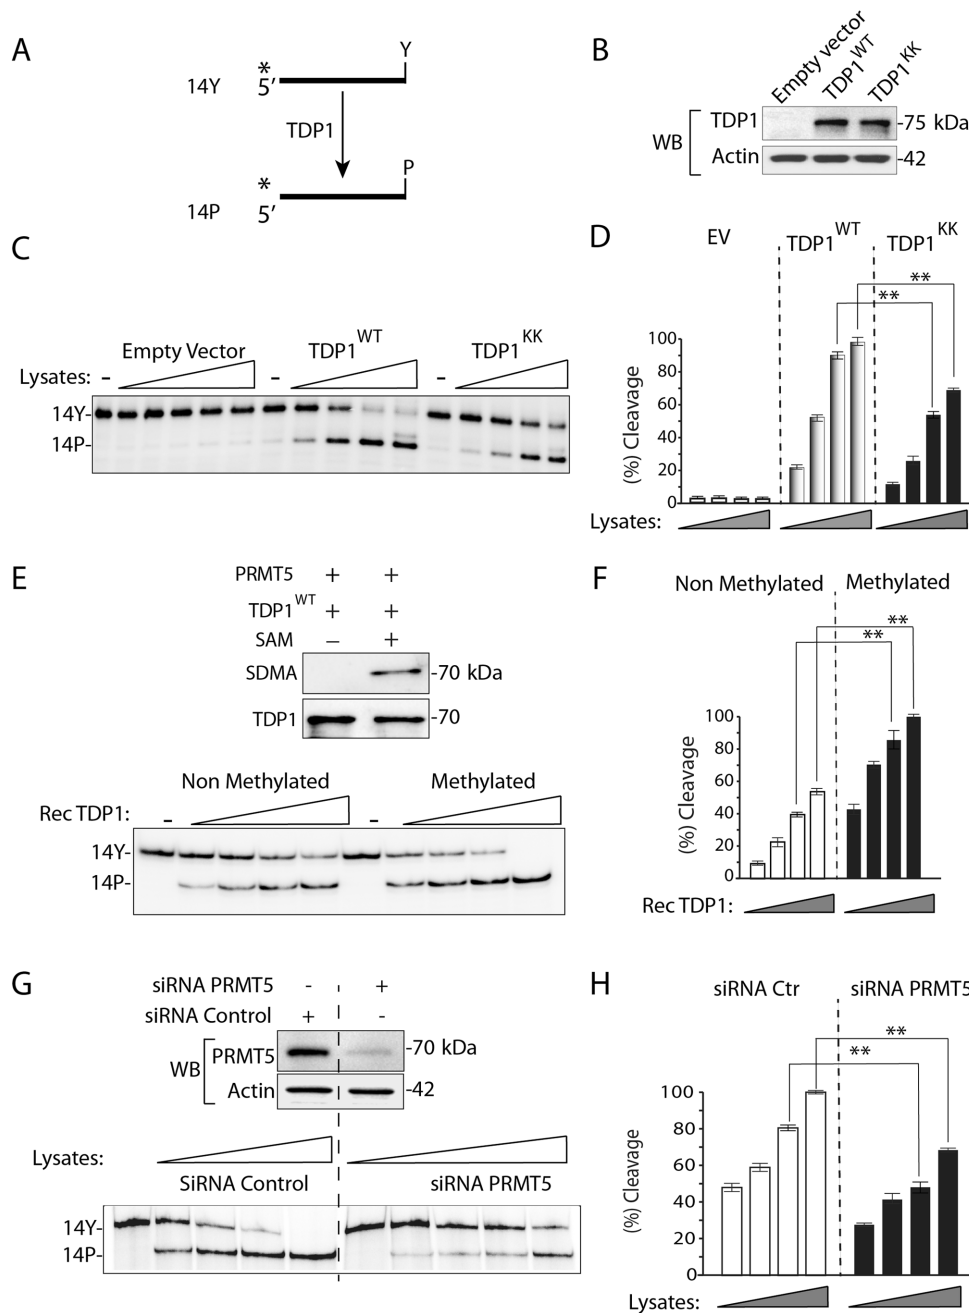 A
14Y
*
5′
Y
TDP1
14P
*
5′
P
B
Empty vector
TDP1WT
TDP1KK
WB
TDP1
-75 kDa
Actin
-42
C
Empty Vector
TDP1WT
TDP1KK
Lysates: - - -
14Y-
14P-
D
EV
TDP1WT
TDP1KK
**
**
(%) Cleavage
100
80
60
40
20
0
Lysates:
E
PRMT5 + +
TDP1WT + +
SAM − +
SDMA
-70 kDa
TDP1
-70
Non Methylated
Methylated
Rec TDP1: - -
14Y-
14P-
F
Non Methylated
Methylated
**
**
(%) Cleavage
100
80
60
40
20
0
Rec TDP1:
G
siRNA PRMT5 - +
siRNA Control + -
WB
PRMT5
-70 kDa
Actin
-42
Lysates:
SiRNA Control
siRNA PRMT5
14Y-
14P-
H
siRNA Ctr
siRNA PRMT5
**
**
(%) Cleavage
100
80
60
40
20
0
Lysates: